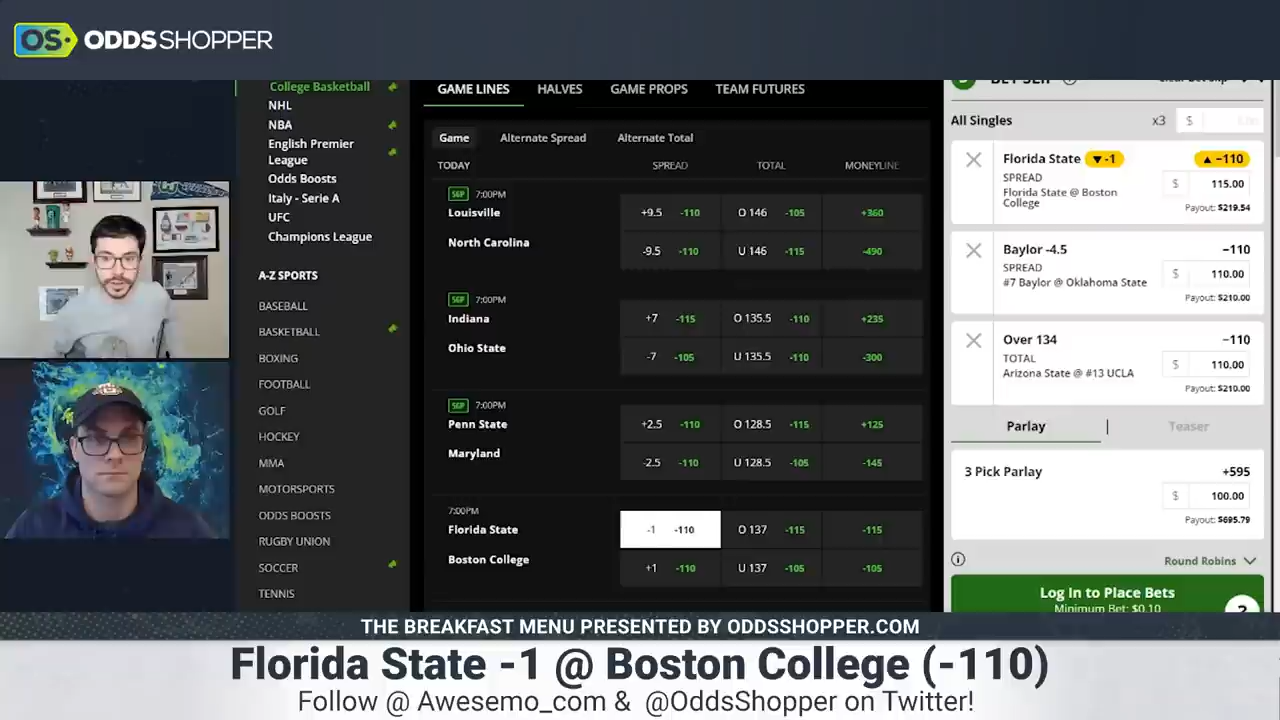 OS ODDSSHOPPER
College Basketball
NHL
NBA
English Premier
League
Odds Boosts
Italy - Serie A
UFC
Champions League
A-Z SPORTS
BASEBALL
BASKETBALL
BOXING
FOOTBALL
GOLF
HOCKEY
MMA
MOTORSPORTS
ODDS BOOSTS
RUGBY UNION
SOCCER
TENNIS
GAME LINES HALVES GAME PROPS TEAM FUTURES
Game Alternate Spread Alternate Total
TODAY SPREAD TOTAL MONEYLINE
SGP 7:00PM
Louisville +9.5 -110 O 146 -105 +360
North Carolina -9.5 -110 U 146 -115 -490
SGP 7:00PM
Indiana +7 -115 O 135.5 -110 +235
Ohio State -7 -105 U 135.5 -110 -300
SGP 7:00PM
Penn State +2.5 -110 O 128.5 -115 +125
Maryland -2.5 -110 U 128.5 -105 -145
7:00PM
Florida State -1 -110 O 137 -115 -115
Boston College +1 -110 U 137 -105 -105
All Singles x3 $
Florida State ▼-1 ▲ −110
SPREAD
Florida State @ Boston
College
$ 115.00
Payout: $219.54
Baylor -4.5 −110
SPREAD
#7 Baylor @ Oklahoma State
$ 110.00
Payout: $210.00
Over 134 −110
TOTAL
Arizona State @ #13 UCLA
$ 110.00
Payout: $210.00
Parlay | Teaser
3 Pick Parlay +595
$ 100.00
Payout: $695.79
Round Robins
Log In to Place Bets
Minimum Bet: $0.10
THE BREAKFAST MENU PRESENTED BY ODDSSHOPPER.COM
Florida State -1 @ Boston College (-110)
Follow @ Awesemo_com & @OddsShopper on Twitter!